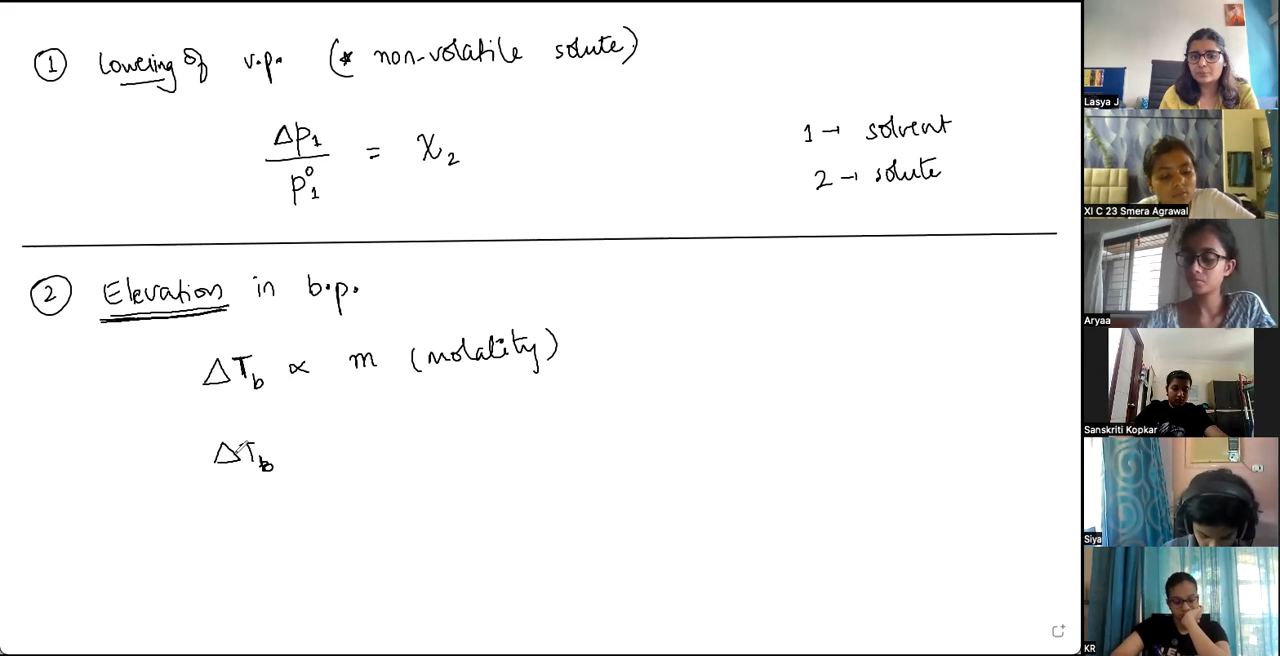 ① Lowering of v.p. (* non-volatile solute)
Δp₁ / p₁⁰ = χ₂
1 → solvent
2 → solute
② Elevation in b.p.
ΔT_b ∝ m (molality)
ΔT_b
Lasya J
XI C 23 Smera Agrawal
Aryaa
Sanskriti Kopkar
Siya
KR